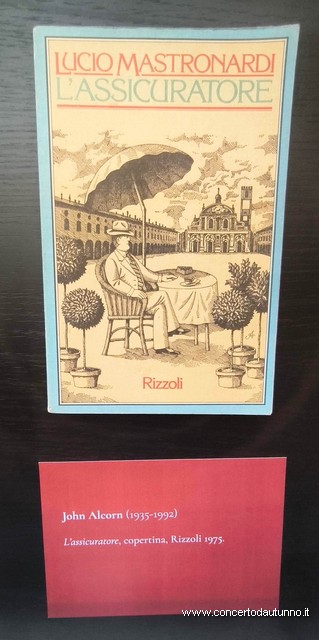 LUCIO MASTRONARDI
L'ASSICURATORE
Rizzoli
John Alcorn (1935-1992)
L'assicuratore, copertina, Rizzoli 1975.
www.concertodautunno.it